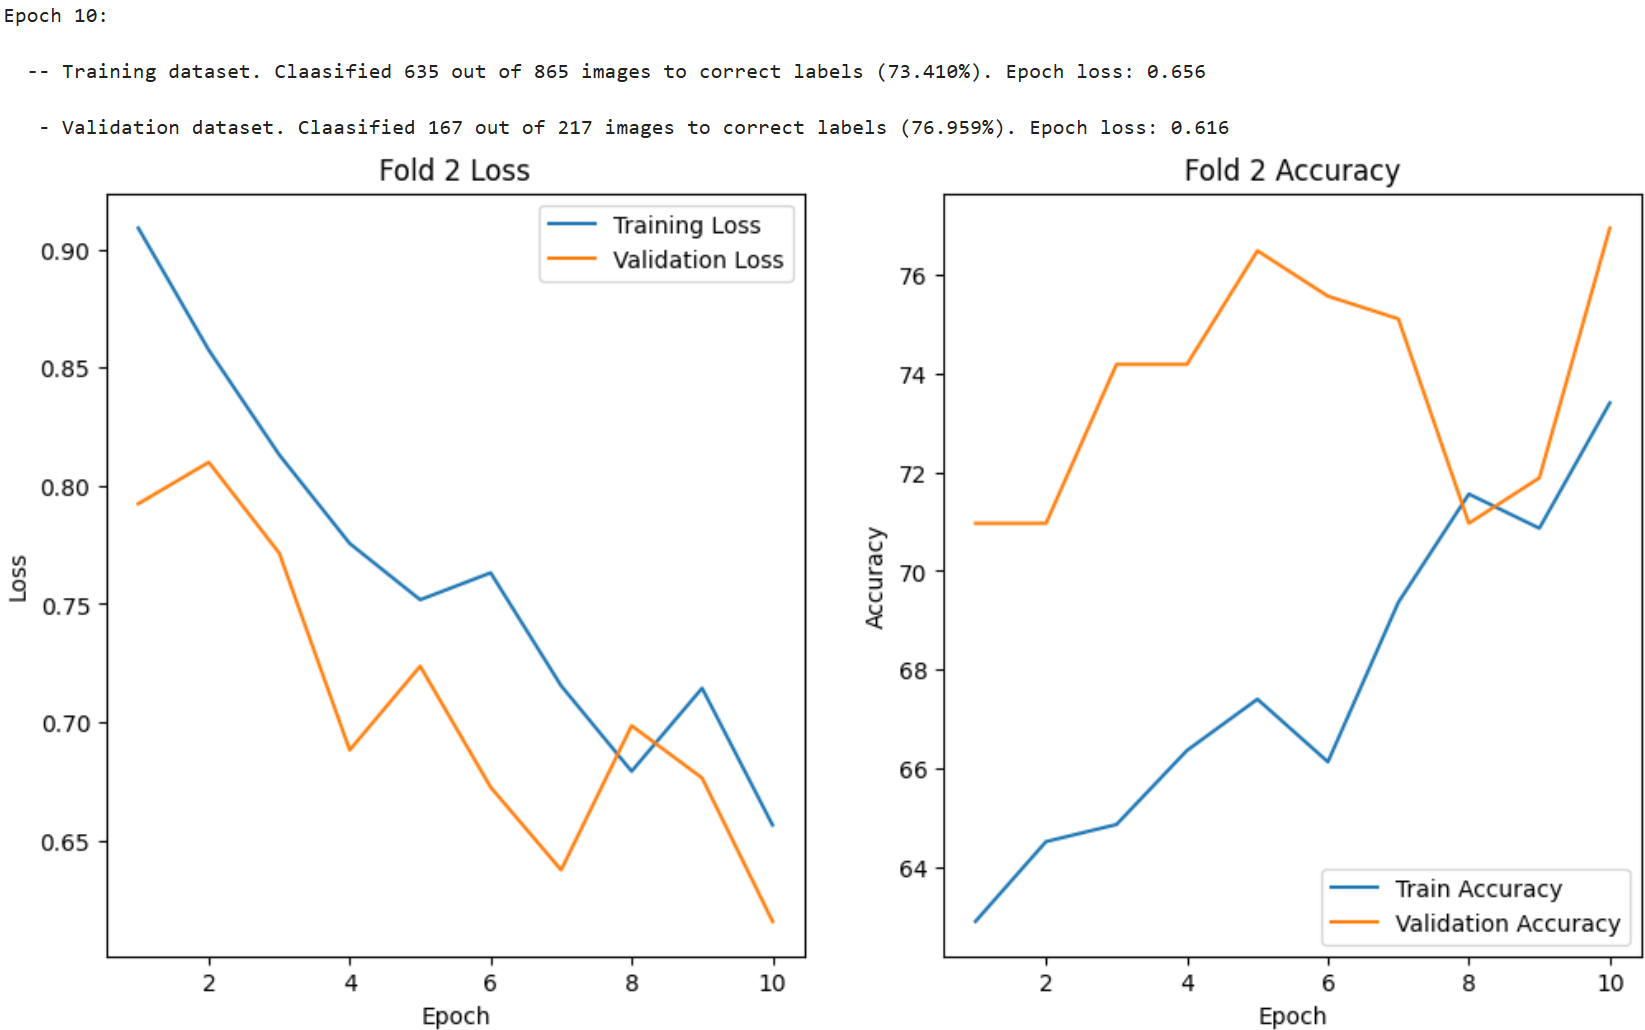 Epoch 10:
-- Training dataset. Claasified 635 out of 865 images to correct labels (73.410%). Epoch loss: 0.656
- Validation dataset. Claasified 167 out of 217 images to correct labels (76.959%). Epoch loss: 0.616
Fold 2 Loss
Training Loss
Validation Loss
0.90
0.85
0.80
0.75
0.70
0.65
Loss
2 4 6 8 10
Epoch
Fold 2 Accuracy
76
74
72
70
68
66
64
Accuracy
Train Accuracy
Validation Accuracy
2 4 6 8 10
Epoch